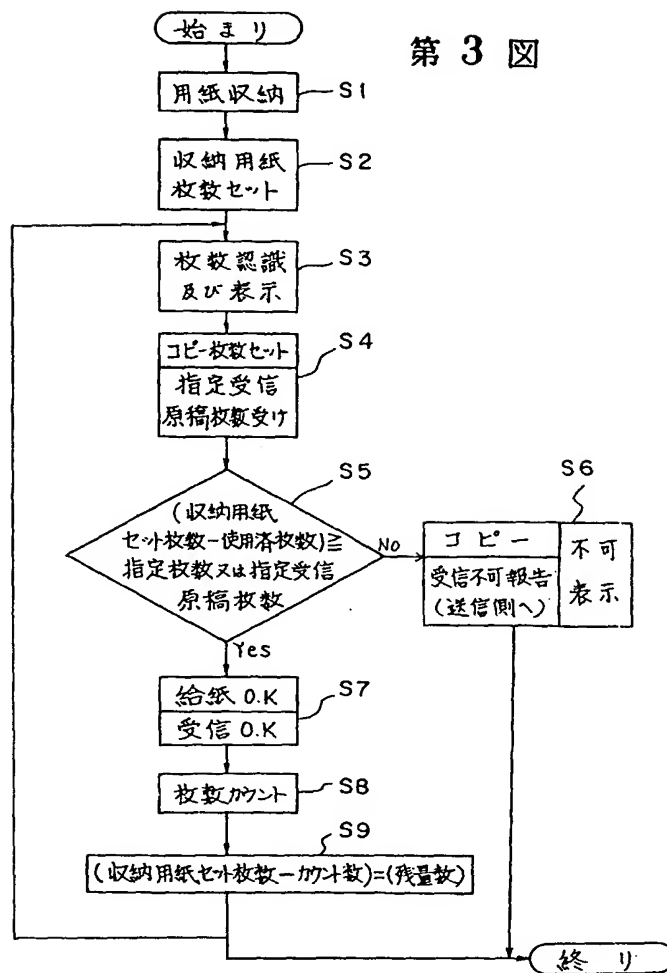 第3図
始まり
用紙収納
S1
収納用紙
枚数セット
S2
枚数認識
及び表示
S3
コピー枚数セット
指定受信
原稿枚数受け
S4
(収納用紙
セット枚数-使用済枚数)≧
指定枚数又は指定受信
原稿枚数
S5
No
Yes
S6
コピー
受信不可報告
(送信側へ)
不可
表示
給紙O.K
受信O.K
S7
枚数カウント
S8
S9
(収納用紙セット枚数-カウント数)=(残量数)
終り